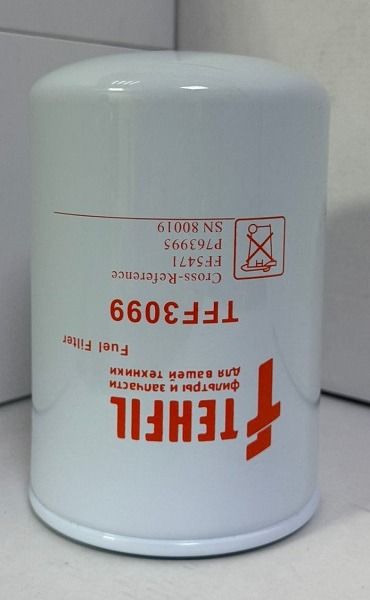 TEHFIL
фильтры и запчасти
для вашей техники
Fuel Filter
TFF3099
Cross-Reference
FF5471
P763995
SN 80019